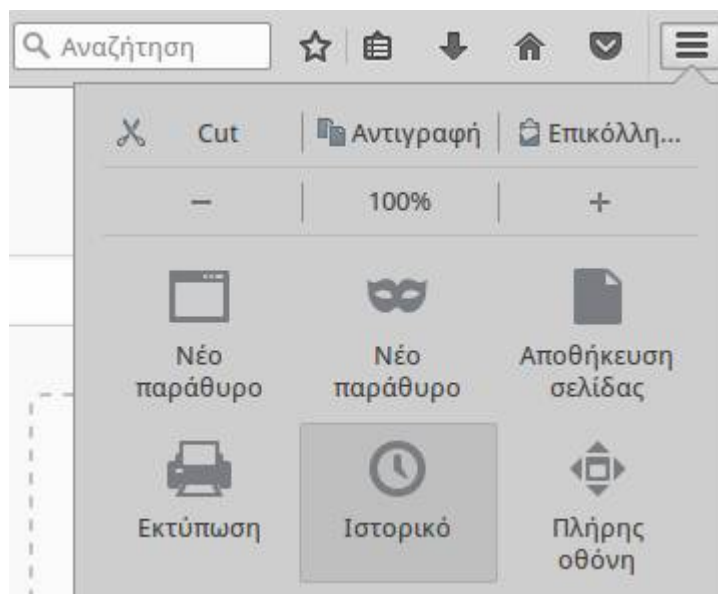 Αναζήτηση
Cut Αντιγραφή Επικόλλη...
− 100% +
Νέο παράθυρο
Νέο παράθυρο
Αποθήκευση σελίδας
Εκτύπωση
Ιστορικό
Πλήρης οθόνη